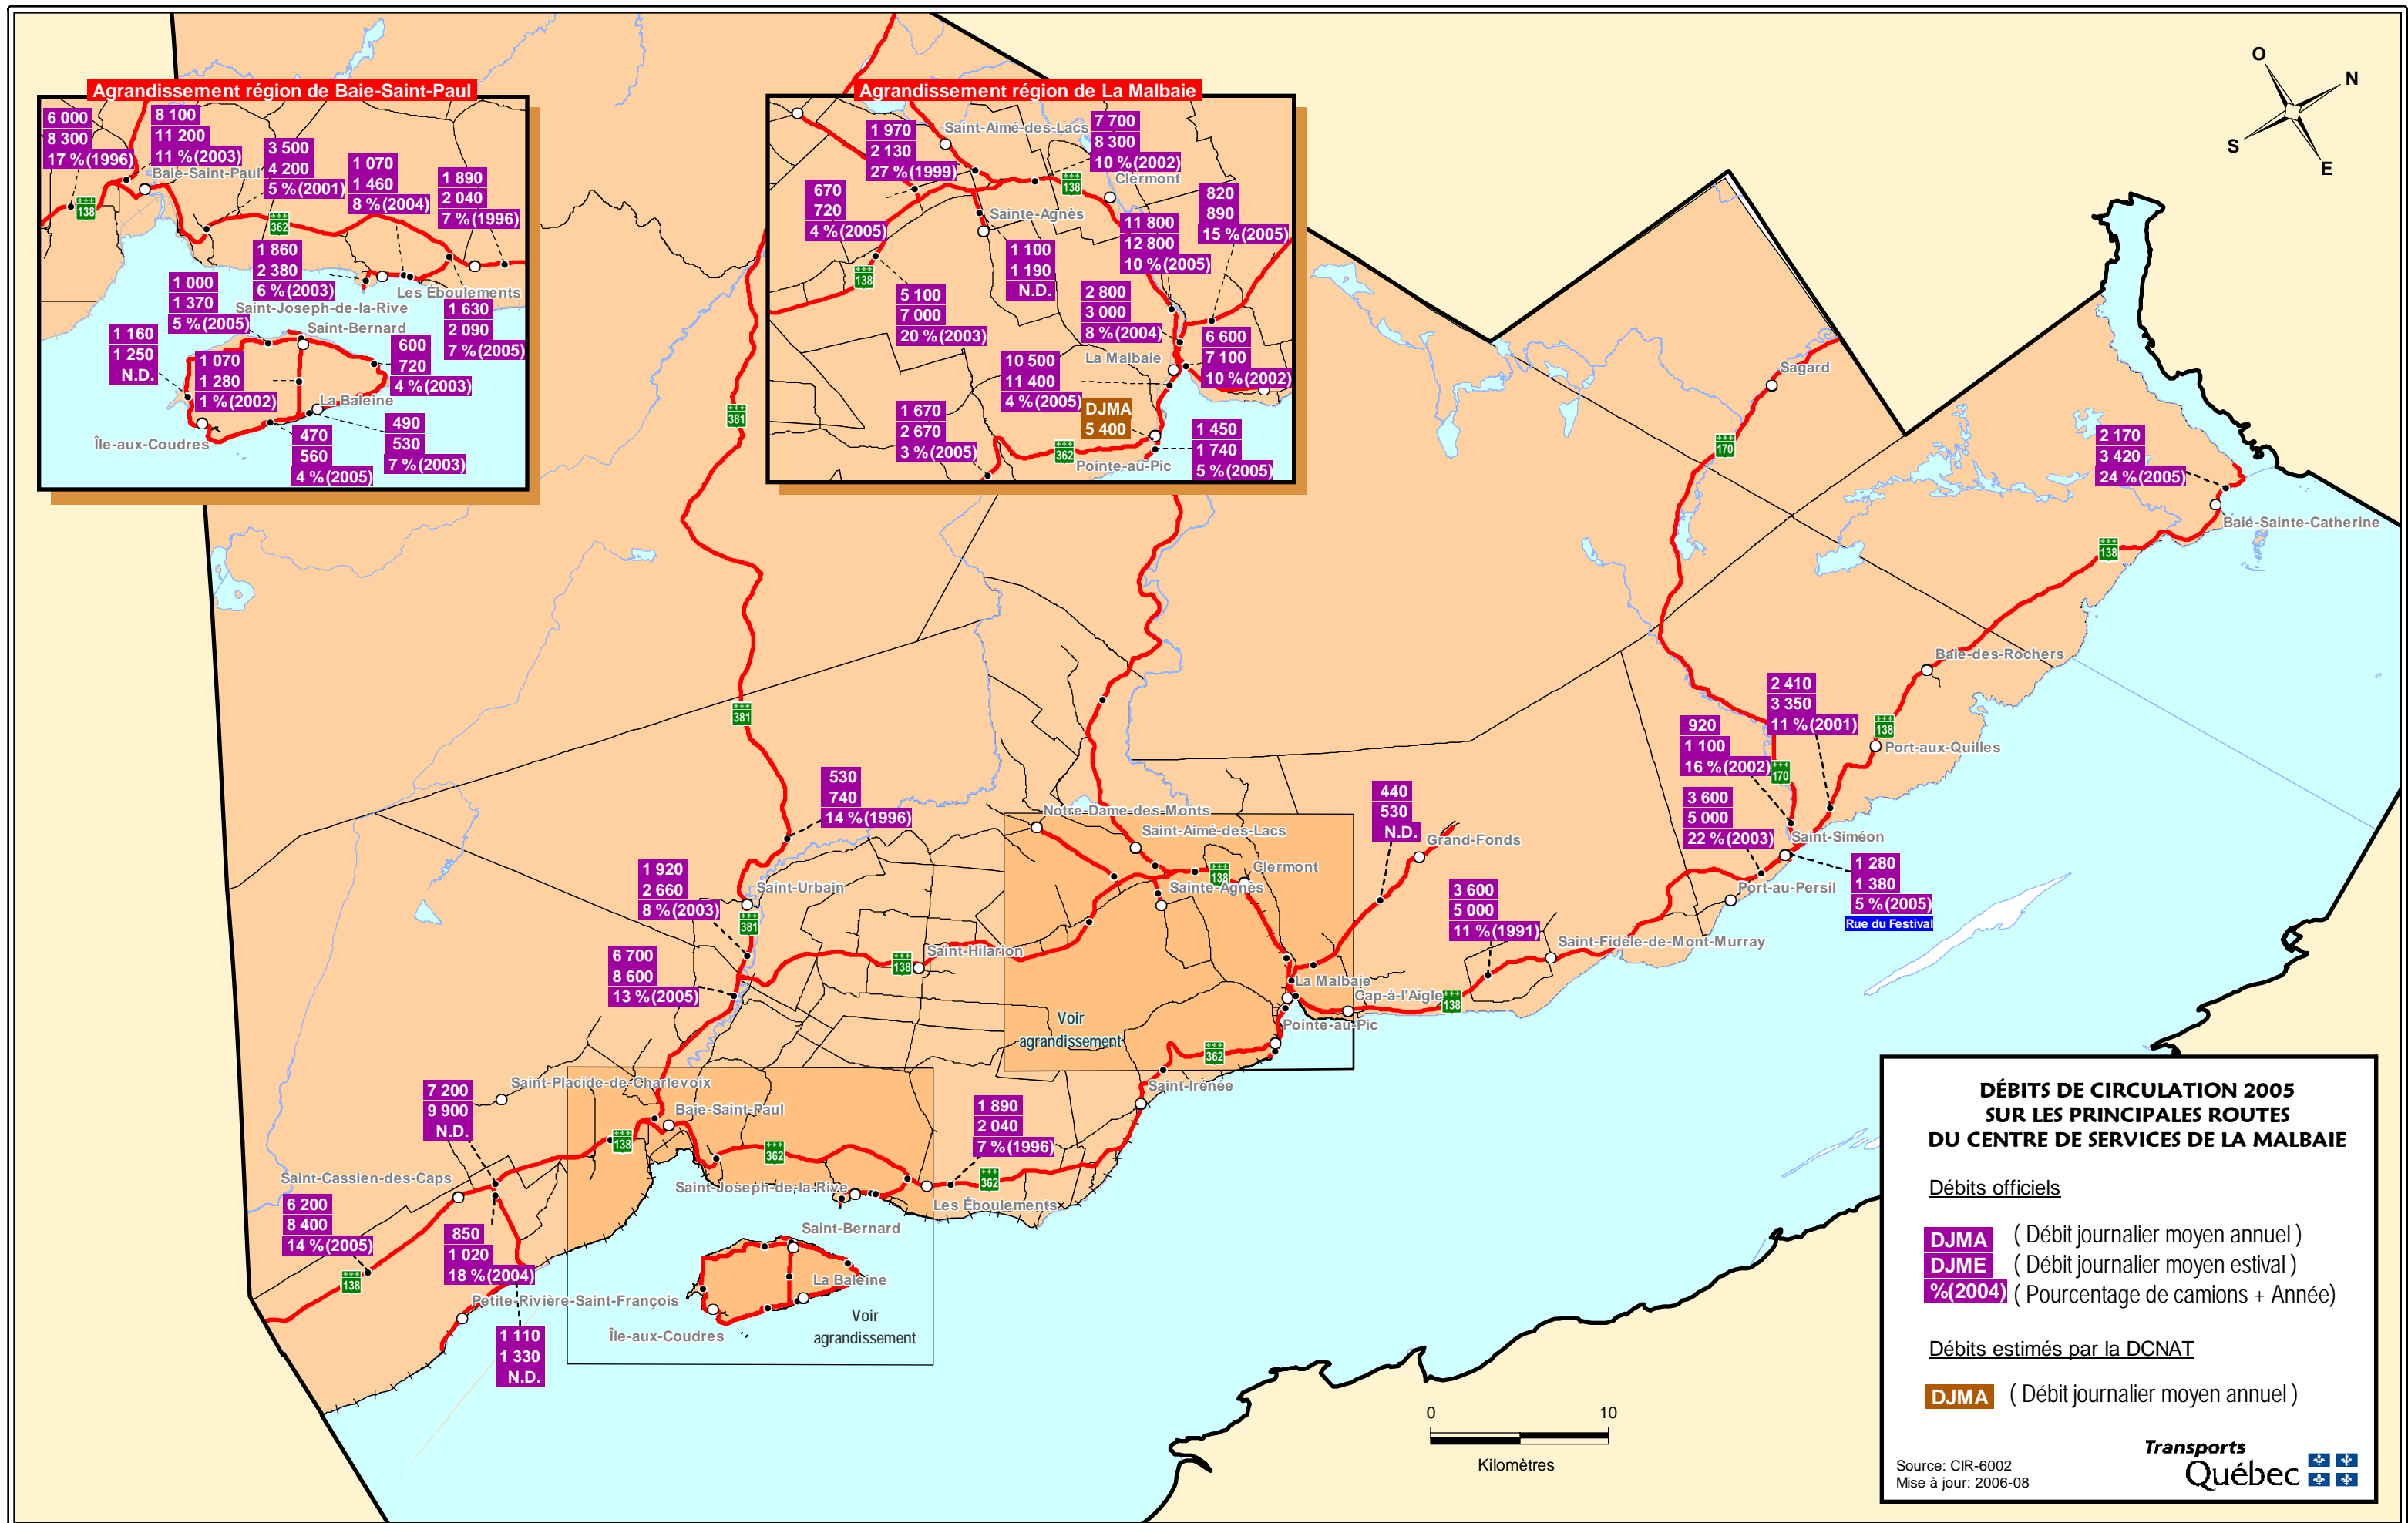 Agrandissement région de Baie-Saint-Paul
6 000
8 300
17 %(1996)
8 100
11 200
11 %(2003)
Baie-Saint-Paul
3 500
4 200
5 %(2001)
1 070
1 460
8 %(2004)
1 890
2 040
7 %(1996)
138
362
1 860
2 380
6 %(2003)
Les Éboulements
1 000
1 370
5 %(2005)
Saint-Joseph-de-la-Rive
Saint-Bernard
1 630
2 090
7 %(2005)
1 160
1 250
N.D.
1 070
1 280
1 %(2002)
600
720
4 %(2003)
La Baleine
Île-aux-Coudres
470
560
4 %(2005)
490
530
7 %(2003)
Agrandissement région de La Malbaie
1 970
2 130
27 %(1999)
Saint-Aimé-des-Lacs
7 700
8 300
10 %(2002)
138
Clermont
670
720
4 %(2005)
Sainte-Agnès
820
890
15 %(2005)
11 800
12 800
10 %(2005)
1 100
1 190
N.D.
138
5 100
7 000
20 %(2003)
2 800
3 000
8 %(2004)
La Malbaie
6 600
7 100
10 %(2002)
10 500
11 400
4 %(2005)
DJMA
5 400
1 670
2 670
3 %(2005)
362
Pointe-au-Pic
1 450
1 740
5 %(2005)
O
N
S
E
381
Sagard
170
2 170
3 420
24 %(2005)
Baie-Sainte-Catherine
138
Baie-des-Rochers
381
2 410
3 350
11 %(2001)
920
1 100
16 %(2002)
138
Port-aux-Quilles
170
530
740
14 %(1996)
440
530
N.D.
3 600
5 000
22 %(2003)
Notre-Dame-des-Monts
Saint-Aimé-des-Lacs
Grand-Fonds
Saint-Siméon
1 920
2 660
8 %(2003)
Saint-Urbain
381
138
Clermont
Sainte-Agnès
3 600
5 000
11 %(1991)
Port-au-Persil
1 280
1 380
5 %(2005)
Rue du Festival
6 700
8 600
13 %(2005)
138
Saint-Hilarion
Saint-Fidèle-de-Mont-Murray
La Malbaie
Cap-à-l'Aigle
138
Voir
agrandissement
Pointe-au-Pic
362
Saint-Irénée
7 200
9 900
N.D.
Saint-Placide-de-Charlevoix
Baie-Saint-Paul
138
362
1 890
2 040
7 %(1996)
Saint-Cassien-des-Caps
Saint-Joseph-de-la-Rive
362
Les Éboulements
6 200
8 400
14 %(2005)
138
850
1 020
18 %(2004)
Saint-Bernard
La Baleine
Petite-Rivière-Saint-François
Île-aux-Coudres
Voir
agrandissement
1 110
1 330
N.D.
0 10
Kilomètres
DÉBITS DE CIRCULATION 2005
SUR LES PRINCIPALES ROUTES
DU CENTRE DE SERVICES DE LA MALBAIE
Débits officiels
DJMA ( Débit journalier moyen annuel )
DJME ( Débit journalier moyen estival )
%(2004) ( Pourcentage de camions + Année)
Débits estimés par la DCNAT
DJMA ( Débit journalier moyen annuel )
Source: CIR-6002
Mise à jour: 2006-08
Transports
Québec